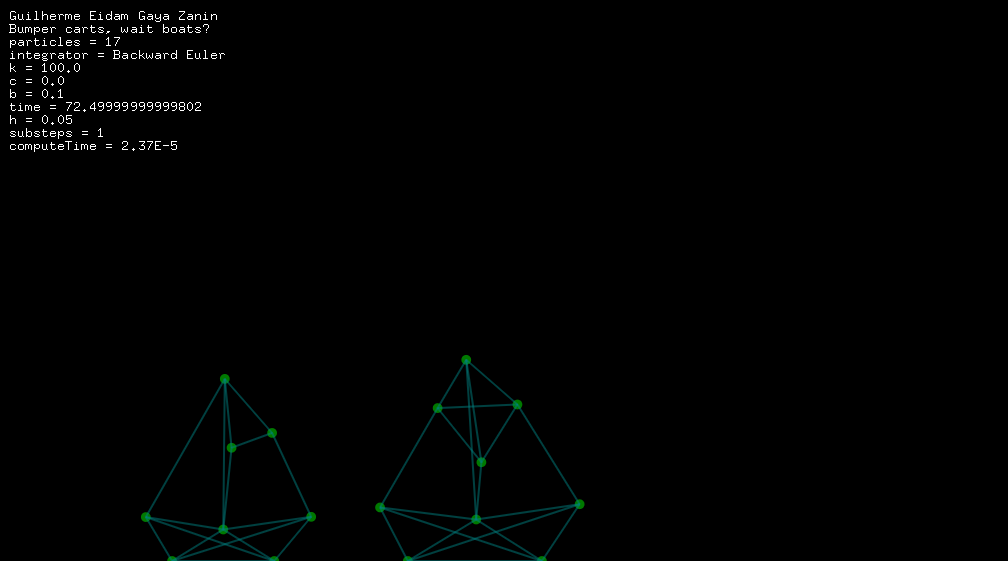 Guilherme Eidam Gaya Zanin
Bumper carts, wait boats?
particles = 17
integrator = Backward Euler
k = 100.0
c = 0.0
b = 0.1
time = 72.49999999999802
h = 0.05
substeps = 1
computeTime = 2.37E-5